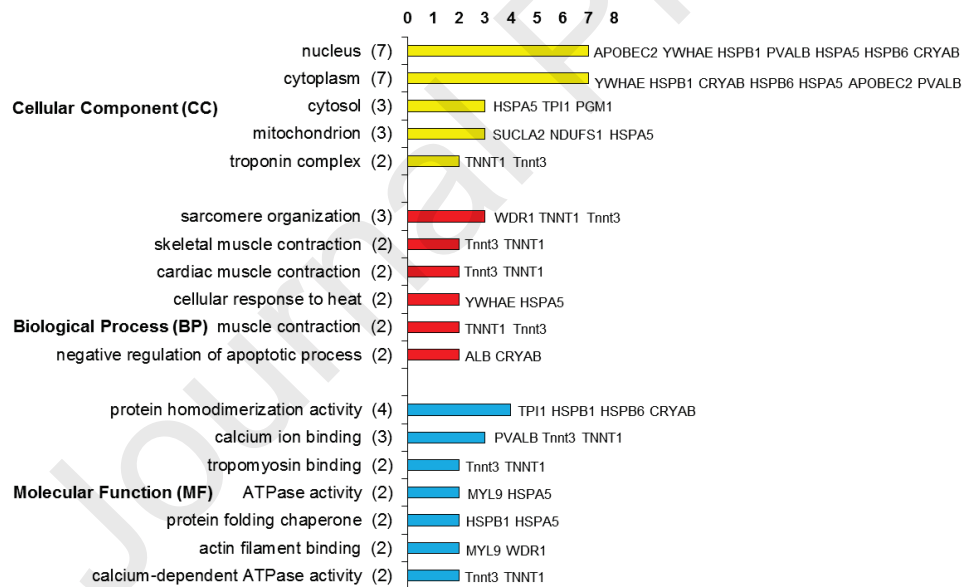 0 1 2 3 4 5 6 7 8
nucleus (7) APOBEC2 YWHAE HSPB1 PVALB HSPA5 HSPB6 CRYAB
cytoplasm (7) YWHAE HSPB1 CRYAB HSPB6 HSPA5 APOBEC2 PVALB
Cellular Component (CC) cytosol (3) HSPA5 TPI1 PGM1
mitochondrion (3) SUCLA2 NDUFS1 HSPA5
troponin complex (2) TNNT1 Tnnt3
sarcomere organization (3) WDR1 TNNT1 Tnnt3
skeletal muscle contraction (2) Tnnt3 TNNT1
cardiac muscle contraction (2) Tnnt3 TNNT1
cellular response to heat (2) YWHAE HSPA5
Biological Process (BP) muscle contraction (2) TNNT1 Tnnt3
negative regulation of apoptotic process (2) ALB CRYAB
protein homodimerization activity (4) TPI1 HSPB1 HSPB6 CRYAB
calcium ion binding (3) PVALB Tnnt3 TNNT1
tropomyosin binding (2) Tnnt3 TNNT1
Molecular Function (MF) ATPase activity (2) MYL9 HSPA5
protein folding chaperone (2) HSPB1 HSPA5
actin filament binding (2) MYL9 WDR1
calcium-dependent ATPase activity (2) Tnnt3 TNNT1
Journal P